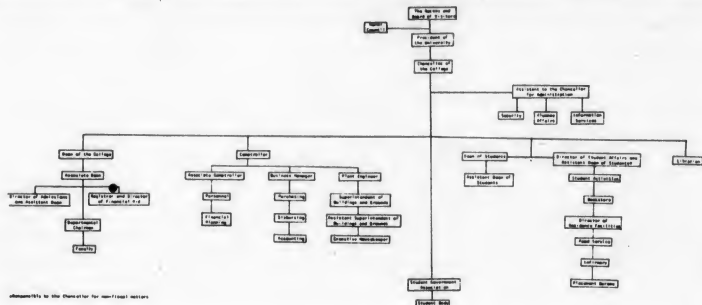 The Rector and
Board of Visitors
Honor
Council
President of
the University
Chancellor of
the College
Assistant to the Chancellor
for Administration
Security
Alumnae
Affairs
Information
Services
Dean of the College
Comptroller
Dean of Students
Director of Student Affairs and
Assistant Dean of Students*
Librarian
Associate Dean
Associate Comptroller
Business Manager
Plant Engineer
Assistant Dean of
Students
Student Activities
Director of Admissions
and Assistant Dean
Registrar and Director
of Financial Aid
Personnel
Purchasing
Superintendent of
Buildings and Grounds
Bookstore
Departmental
Chairman
Financial
Planning
Disbursing
Assistant Superintendent of
Buildings and Grounds
Director of
Residence Facilities
Faculty
Accounting
Executive Housekeeper
Food Service
Infirmary
Placement Bureau
Student Government
Association
Student Body
*Responsible to the Chancellor for non-fiscal matters